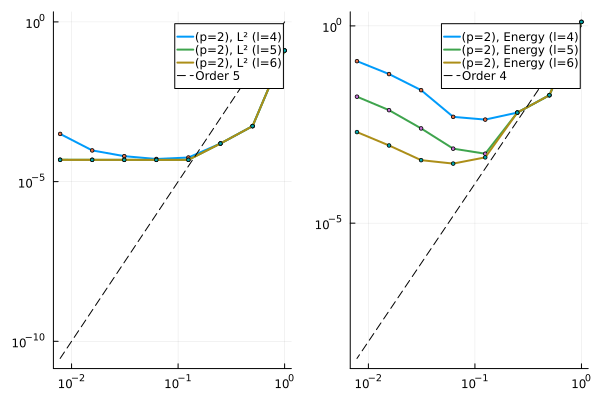 10⁰
10⁻⁵
10⁻¹⁰
10⁻²
10⁻¹
10⁰
(p=2), L² (l=4)
(p=2), L² (l=5)
(p=2), L² (l=6)
Order 5
10⁰
10⁻⁵
10⁻²
10⁻¹
10⁰
(p=2), Energy (l=4)
(p=2), Energy (l=5)
(p=2), Energy (l=6)
Order 4